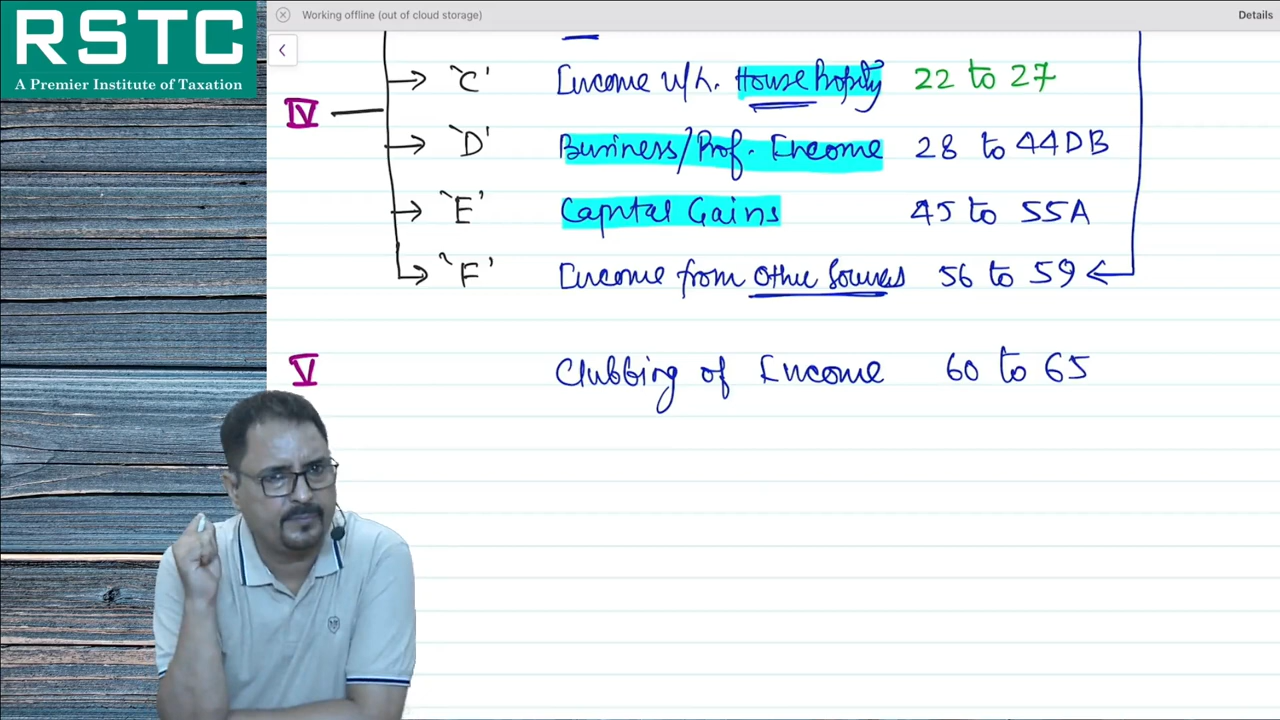 RSTC
A Premier Institute of Taxation
Working offline (out of cloud storage)
Details
IV
'C' Income u/h. House Property 22 to 27
'D' Business/Prof. Income 28 to 44DB
'E' Capital Gains 45 to 55A
'F' Income from Other Sources 56 to 59
V Clubbing of Income 60 to 65